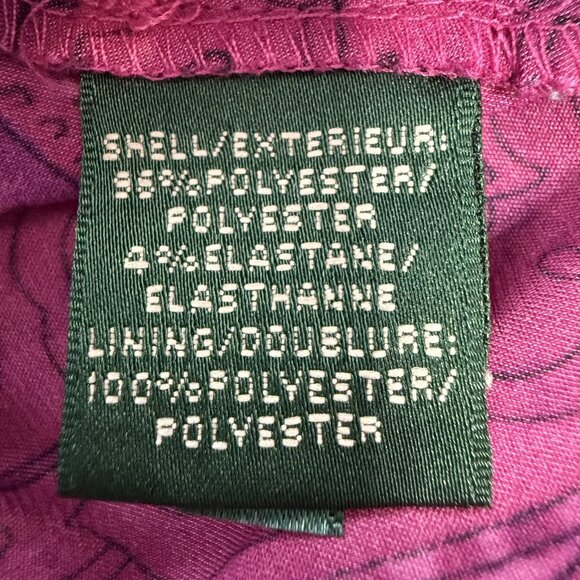 SHELL/EXTERIEUR:
96%POLYESTER/
POLYESTER
4%ELASTANE/
ELASTHANNE
LINING/DOUBLURE:
100%POLYESTER/
POLYESTER